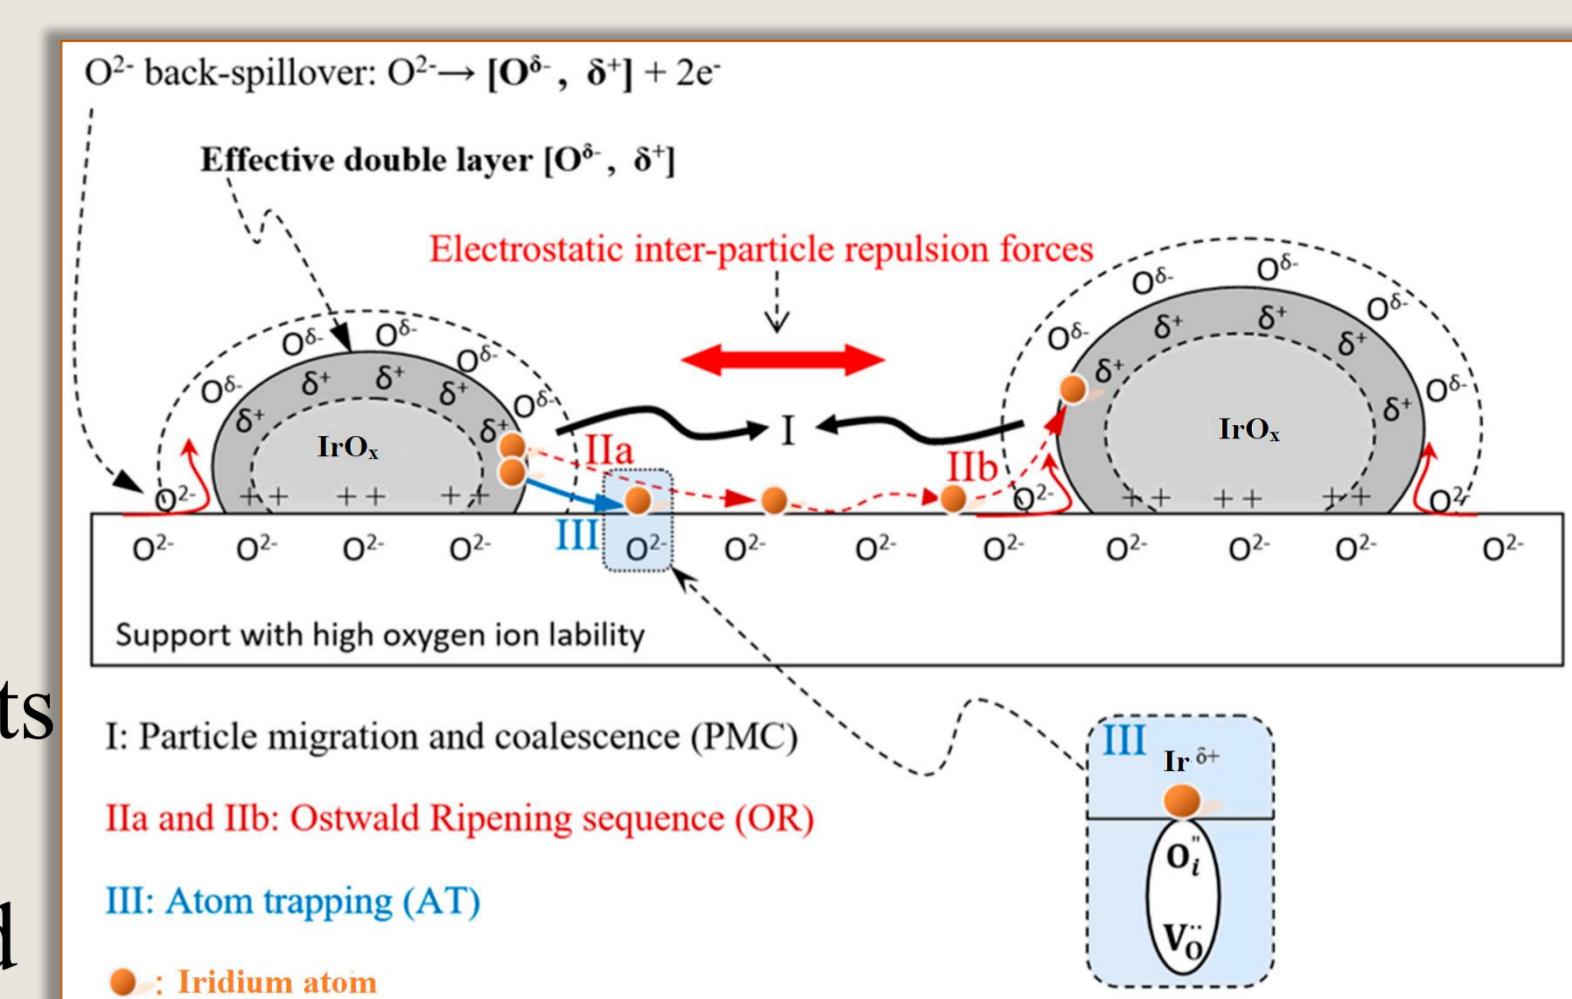 O²⁻ back-spillover: O²⁻→ [O^δ⁻, δ⁺] + 2e⁻
Effective double layer [O^δ⁻, δ⁺]
Electrostatic inter-particle repulsion forces
O^δ⁻ O^δ⁻ O^δ⁻ O^δ⁻ O^δ⁻
δ⁺ δ⁺ δ⁺ δ⁺ δ⁺
IrOₓ
O²⁻ ++ ++ ++
I
IIa
IIb
III
O^δ⁻ O^δ⁻ O^δ⁻ O^δ⁻ O^δ⁻
δ⁺ δ⁺ δ⁺ δ⁺ δ⁺
IrOₓ
O²⁻ ++ ++ ++ O²⁻
O²⁻ O²⁻ O²⁻ O²⁻ O²⁻ O²⁻ O²⁻ O²⁻ O²⁻ O²⁻ O²⁻ O²⁻
Support with high oxygen ion lability
ts
I: Particle migration and coalescence (PMC)
IIa and IIb: Ostwald Ripening sequence (OR)
III: Atom trapping (AT)
d
: Iridium atom
III
Ir δ+
Oᵢ''
V_O··